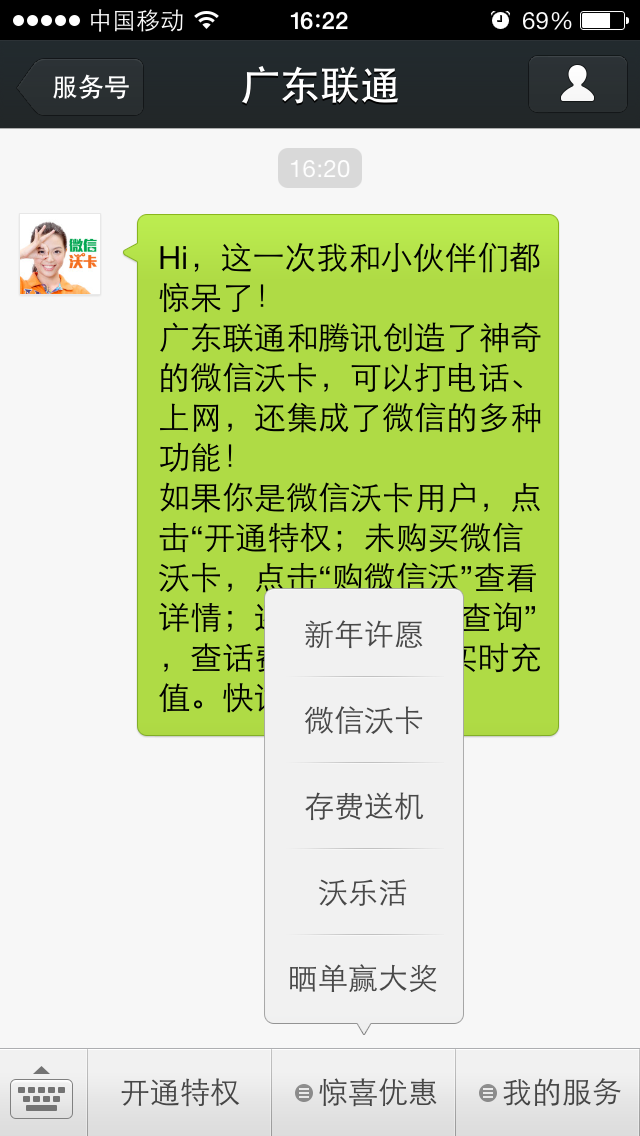 中国移动 16:22 69%
服务号 广东联通
16:20
微信
沃卡
Hi，这一次我和小伙伴们都
惊呆了！
广东联通和腾讯创造了神奇
的微信沃卡，可以打电话、
上网，还集成了微信的多种
功能！
如果你是微信沃卡用户，点
击“开通特权；未购买微信
沃卡，点击“购微信沃”查看
详情； 查询”
，查话 时充
值。快
新年许愿
微信沃卡
存费送机
沃乐活
晒单赢大奖
开通特权 惊喜优惠 我的服务